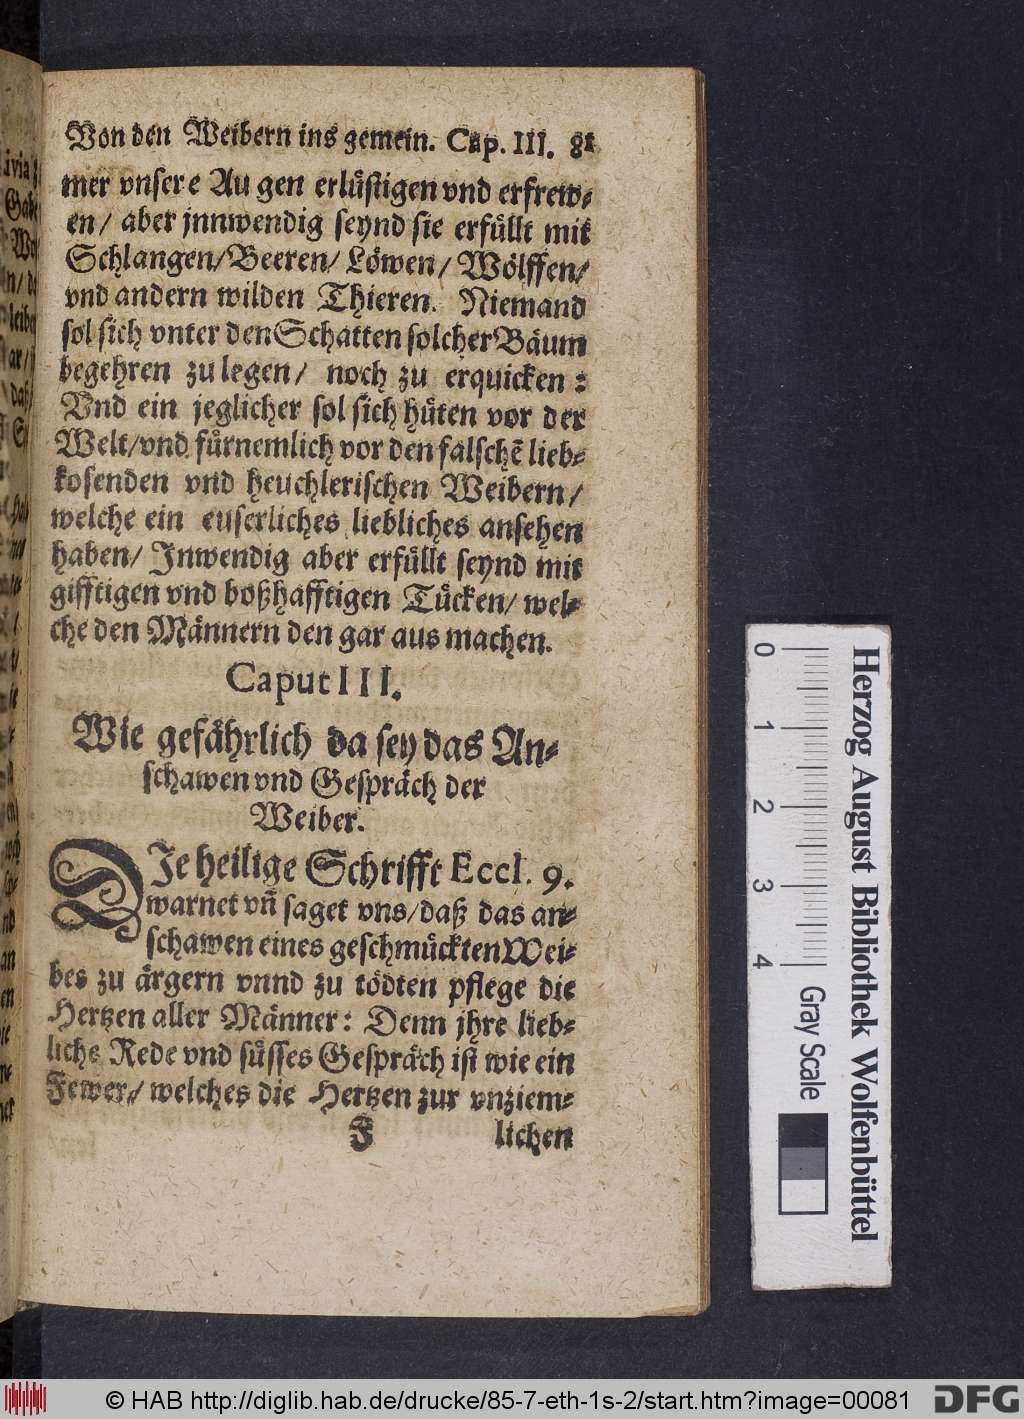 Von den Weibern ins gemein. Cap. III. 81
mer vnsere Augen erlüstigen vnd erfrew-
en/ aber jnnwendig seynd sie erfüllt mit
Schlangen/Beeren/ Löwen/ Wölffen/
vnd andern wilden Thieren. Niemand
sol sich vnter den Schatten solcher Bäum
begehren zu legen/ noch zu erquicken:
Vnd ein jeglicher sol sich hüten vor der
Welt/vnd fürnemlich vor den falschē lieb-
kosenden vnd heuchlerischen Weibern/
welche ein euserliches liebliches ansehen
haben/ Inwendig aber erfüllt seynd mit
gifftigen vnd boßhafftigen Tücken/ wel-
che den Männern den gar aus machen.
Caput III.
Wie gefährlich da sey das An-
schawen vnd Gespräch der
Weiber.
DIe heilige Schrifft Eccl. 9.
warnet vñ saget vns/daß das an-
schawen eines geschmückten Wei-
bes zu ärgern vnnd zu tödten pflege die
Hertzen aller Männer: Denn jhre lieb-
liche Rede vnd süsses Gespräch ist wie ein
Fewer/ welches die Hertzen zur vnziem-
F lichen
0 1 2 3 4
Herzog August Bibliothek Wolfenbüttel
Gray Scale
© HAB http://diglib.hab.de/drucke/85-7-eth-1s-2/start.htm?image=00081
DFG